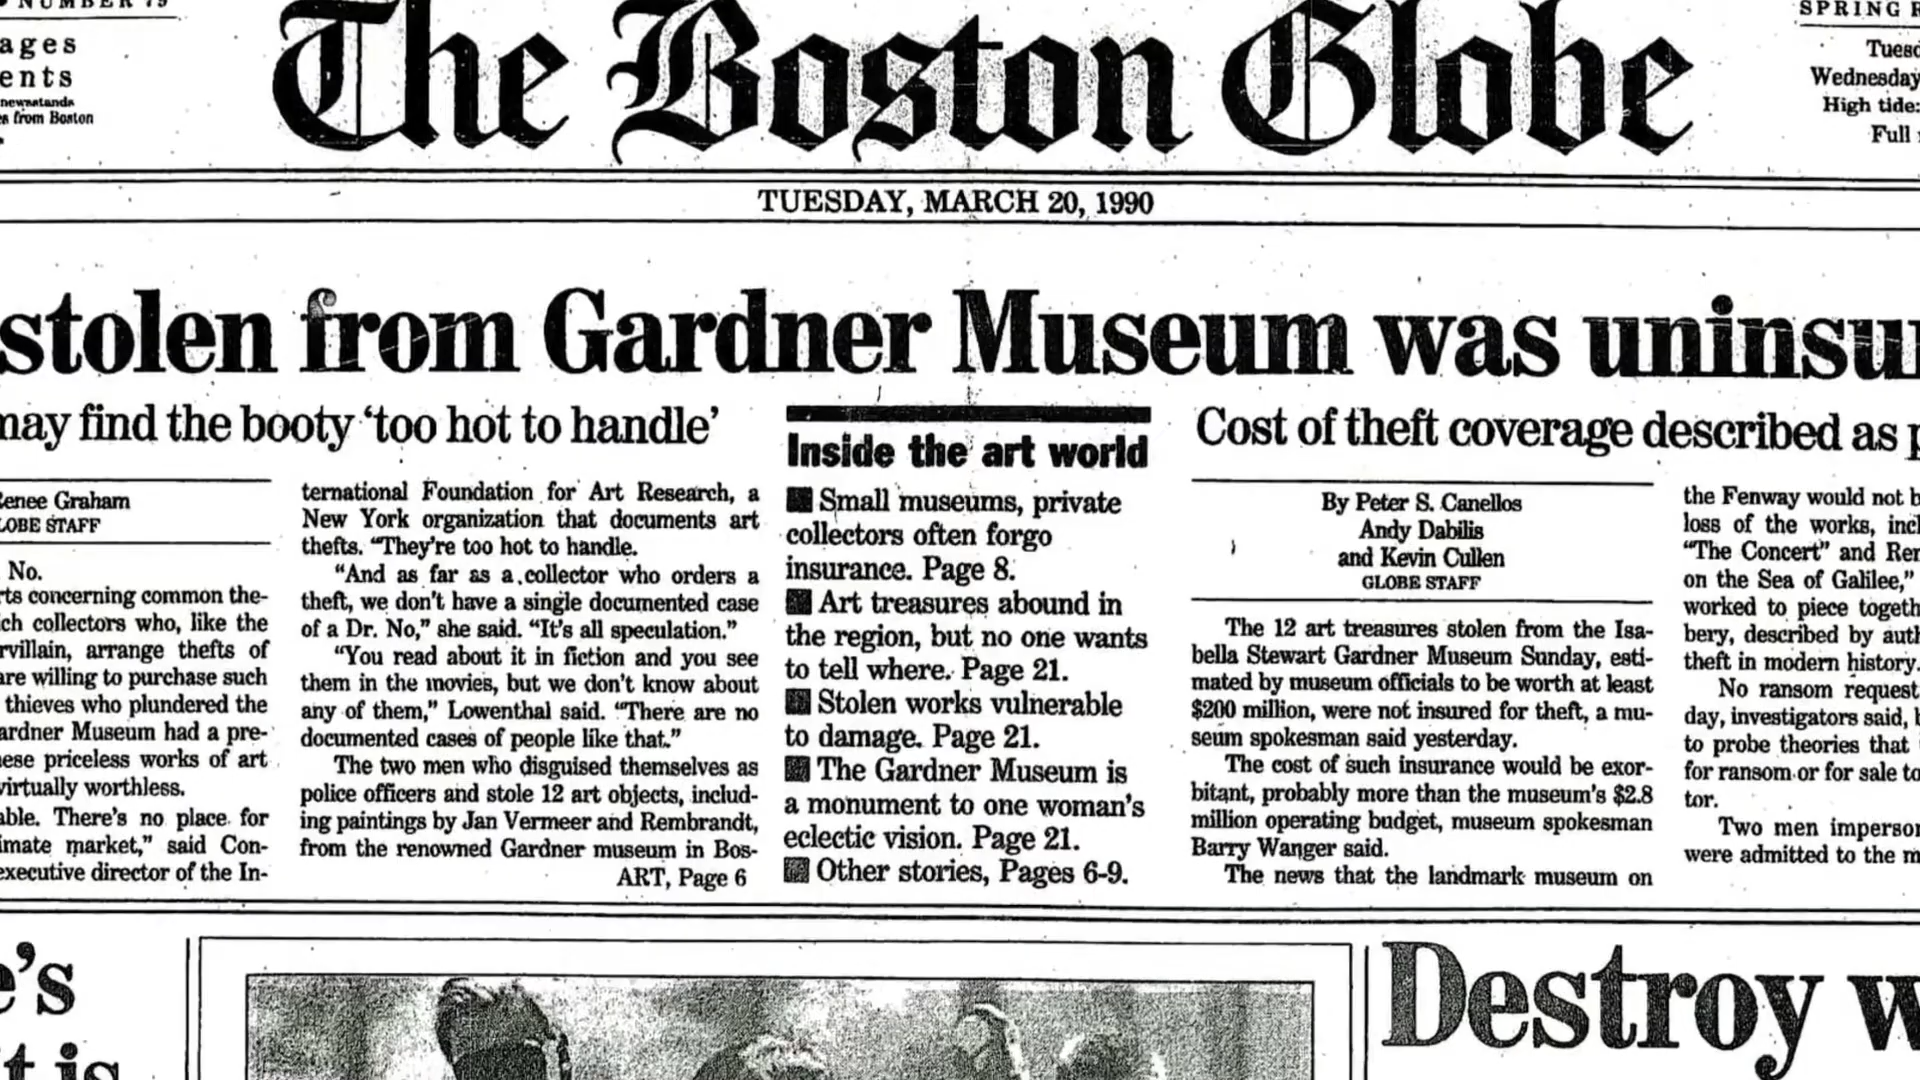 NUMBER 79
ages
ents
newsstands
from Boston
The Boston Globe
SPRING
Tuesd
Wednesday
High tide:
Full
TUESDAY, MARCH 20, 1990
stolen from Gardner Museum was uninsu
may find the booty ‘too hot to handle’
Renee Graham
GLOBE STAFF
No.
rts concerning common the-
ich collectors who, like the
rvillain, arrange thefts of
are willing to purchase such
thieves who plundered the
ardner Museum had a pre-
hese priceless works of art
virtually worthless.
able. There's no place for
imate market,” said Con-
executive director of the In-
ternational Foundation for Art Research, a
New York organization that documents art
thefts. “They're too hot to handle.
“And as far as a collector who orders a
theft, we don't have a single documented case
of a Dr. No,” she said. “It's all speculation.”
“You read about it in fiction and you see
them in the movies, but we don't know about
any of them,” Lowenthal said. “There are no
documented cases of people like that.”
The two men who disguised themselves as
police officers and stole 12 art objects, includ-
ing paintings by Jan Vermeer and Rembrandt,
from the renowned Gardner museum in Bos-
ART, Page 6
Inside the art world
■ Small museums, private
collectors often forgo
insurance. Page 8.
■ Art treasures abound in
the region, but no one wants
to tell where. Page 21.
■ Stolen works vulnerable
to damage. Page 21.
■ The Gardner Museum is
a monument to one woman's
eclectic vision. Page 21.
■ Other stories, Pages 6-9.
Cost of theft coverage described as p
By Peter S. Canellos
Andy Dabilis
and Kevin Cullen
GLOBE STAFF
The 12 art treasures stolen from the Isa-
bella Stewart Gardner Museum Sunday, esti-
mated by museum officials to be worth at least
$200 million, were not insured for theft, a mu-
seum spokesman said yesterday.
The cost of such insurance would be exor-
bitant, probably more than the museum's $2.8
million operating budget, museum spokesman
Barry Wanger said.
The news that the landmark museum on
the Fenway would not b
loss of the works, incl
“The Concert” and Rem
on the Sea of Galilee,”
worked to piece togeth
bery, described by auth
theft in modern history.
No ransom request
day, investigators said, b
to probe theories that
for ransom or for sale to
tor.
Two men imperson
were admitted to the m
e's
it is
Destroy w